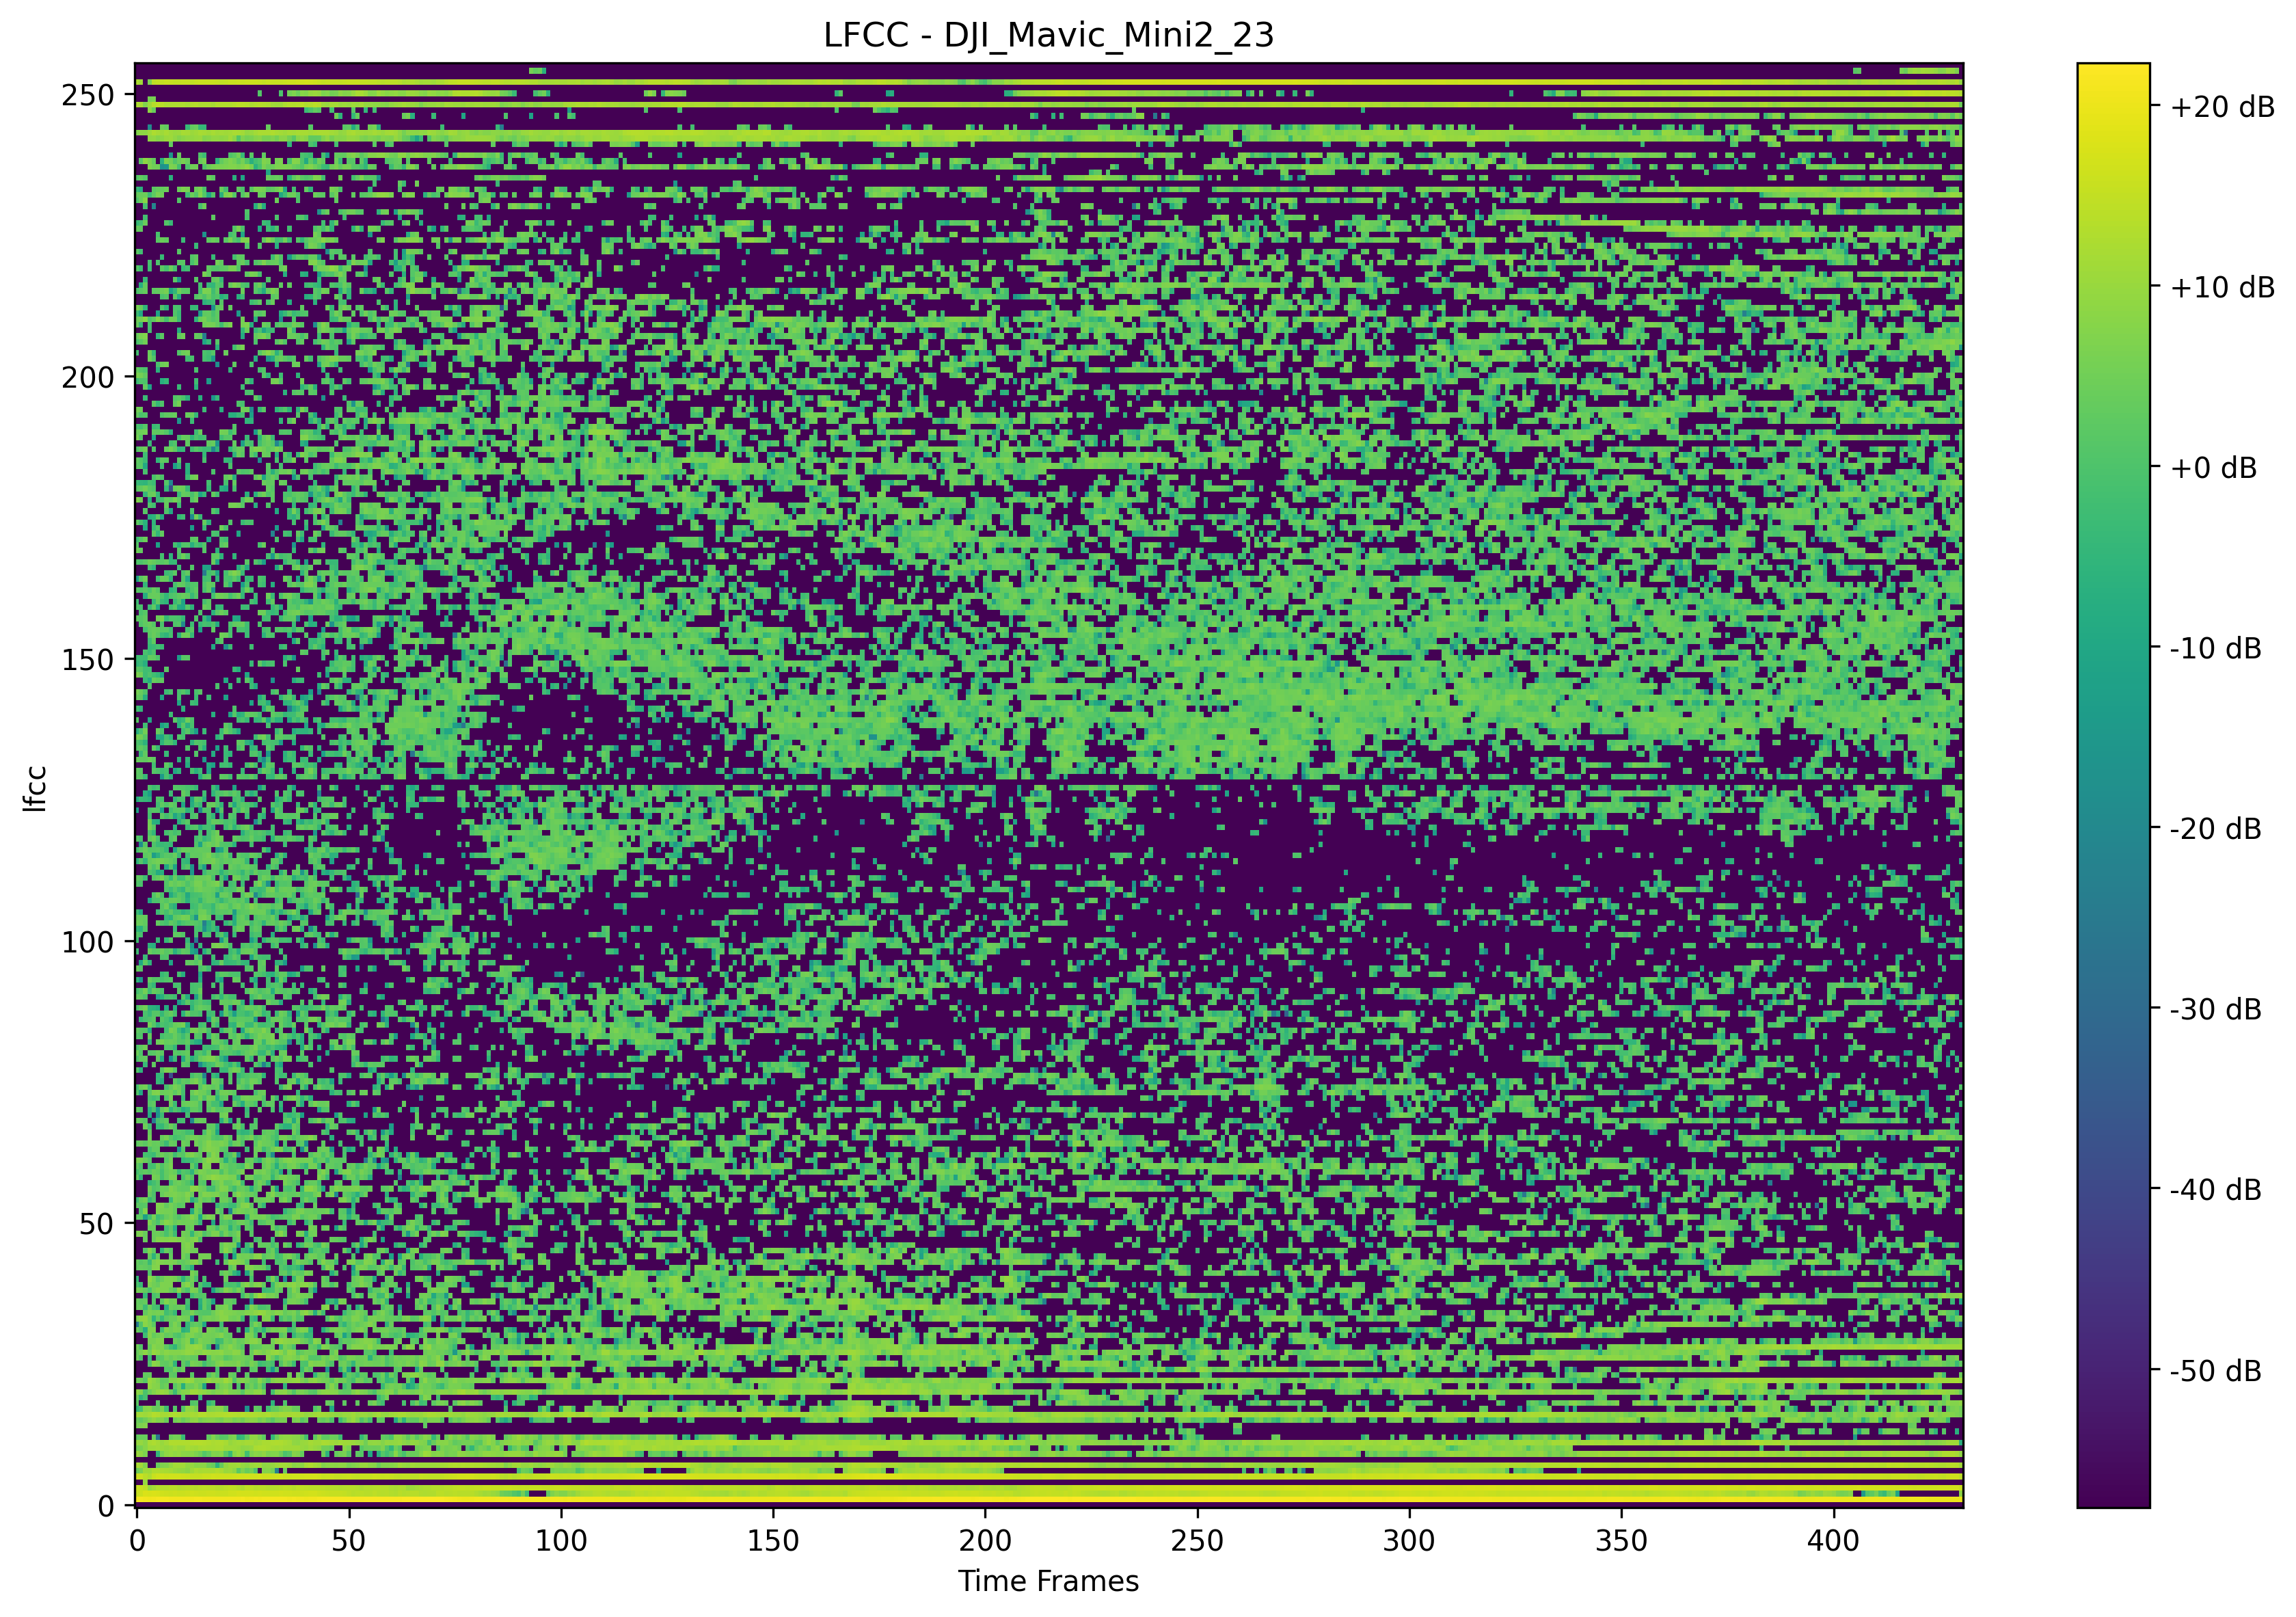 LFCC - DJI_Mavic_Mini2_23
250
200
150
100
50
0
lfcc
0 50 100 150 200 250 300 350 400
Time Frames
+20 dB
+10 dB
+0 dB
-10 dB
-20 dB
-30 dB
-40 dB
-50 dB